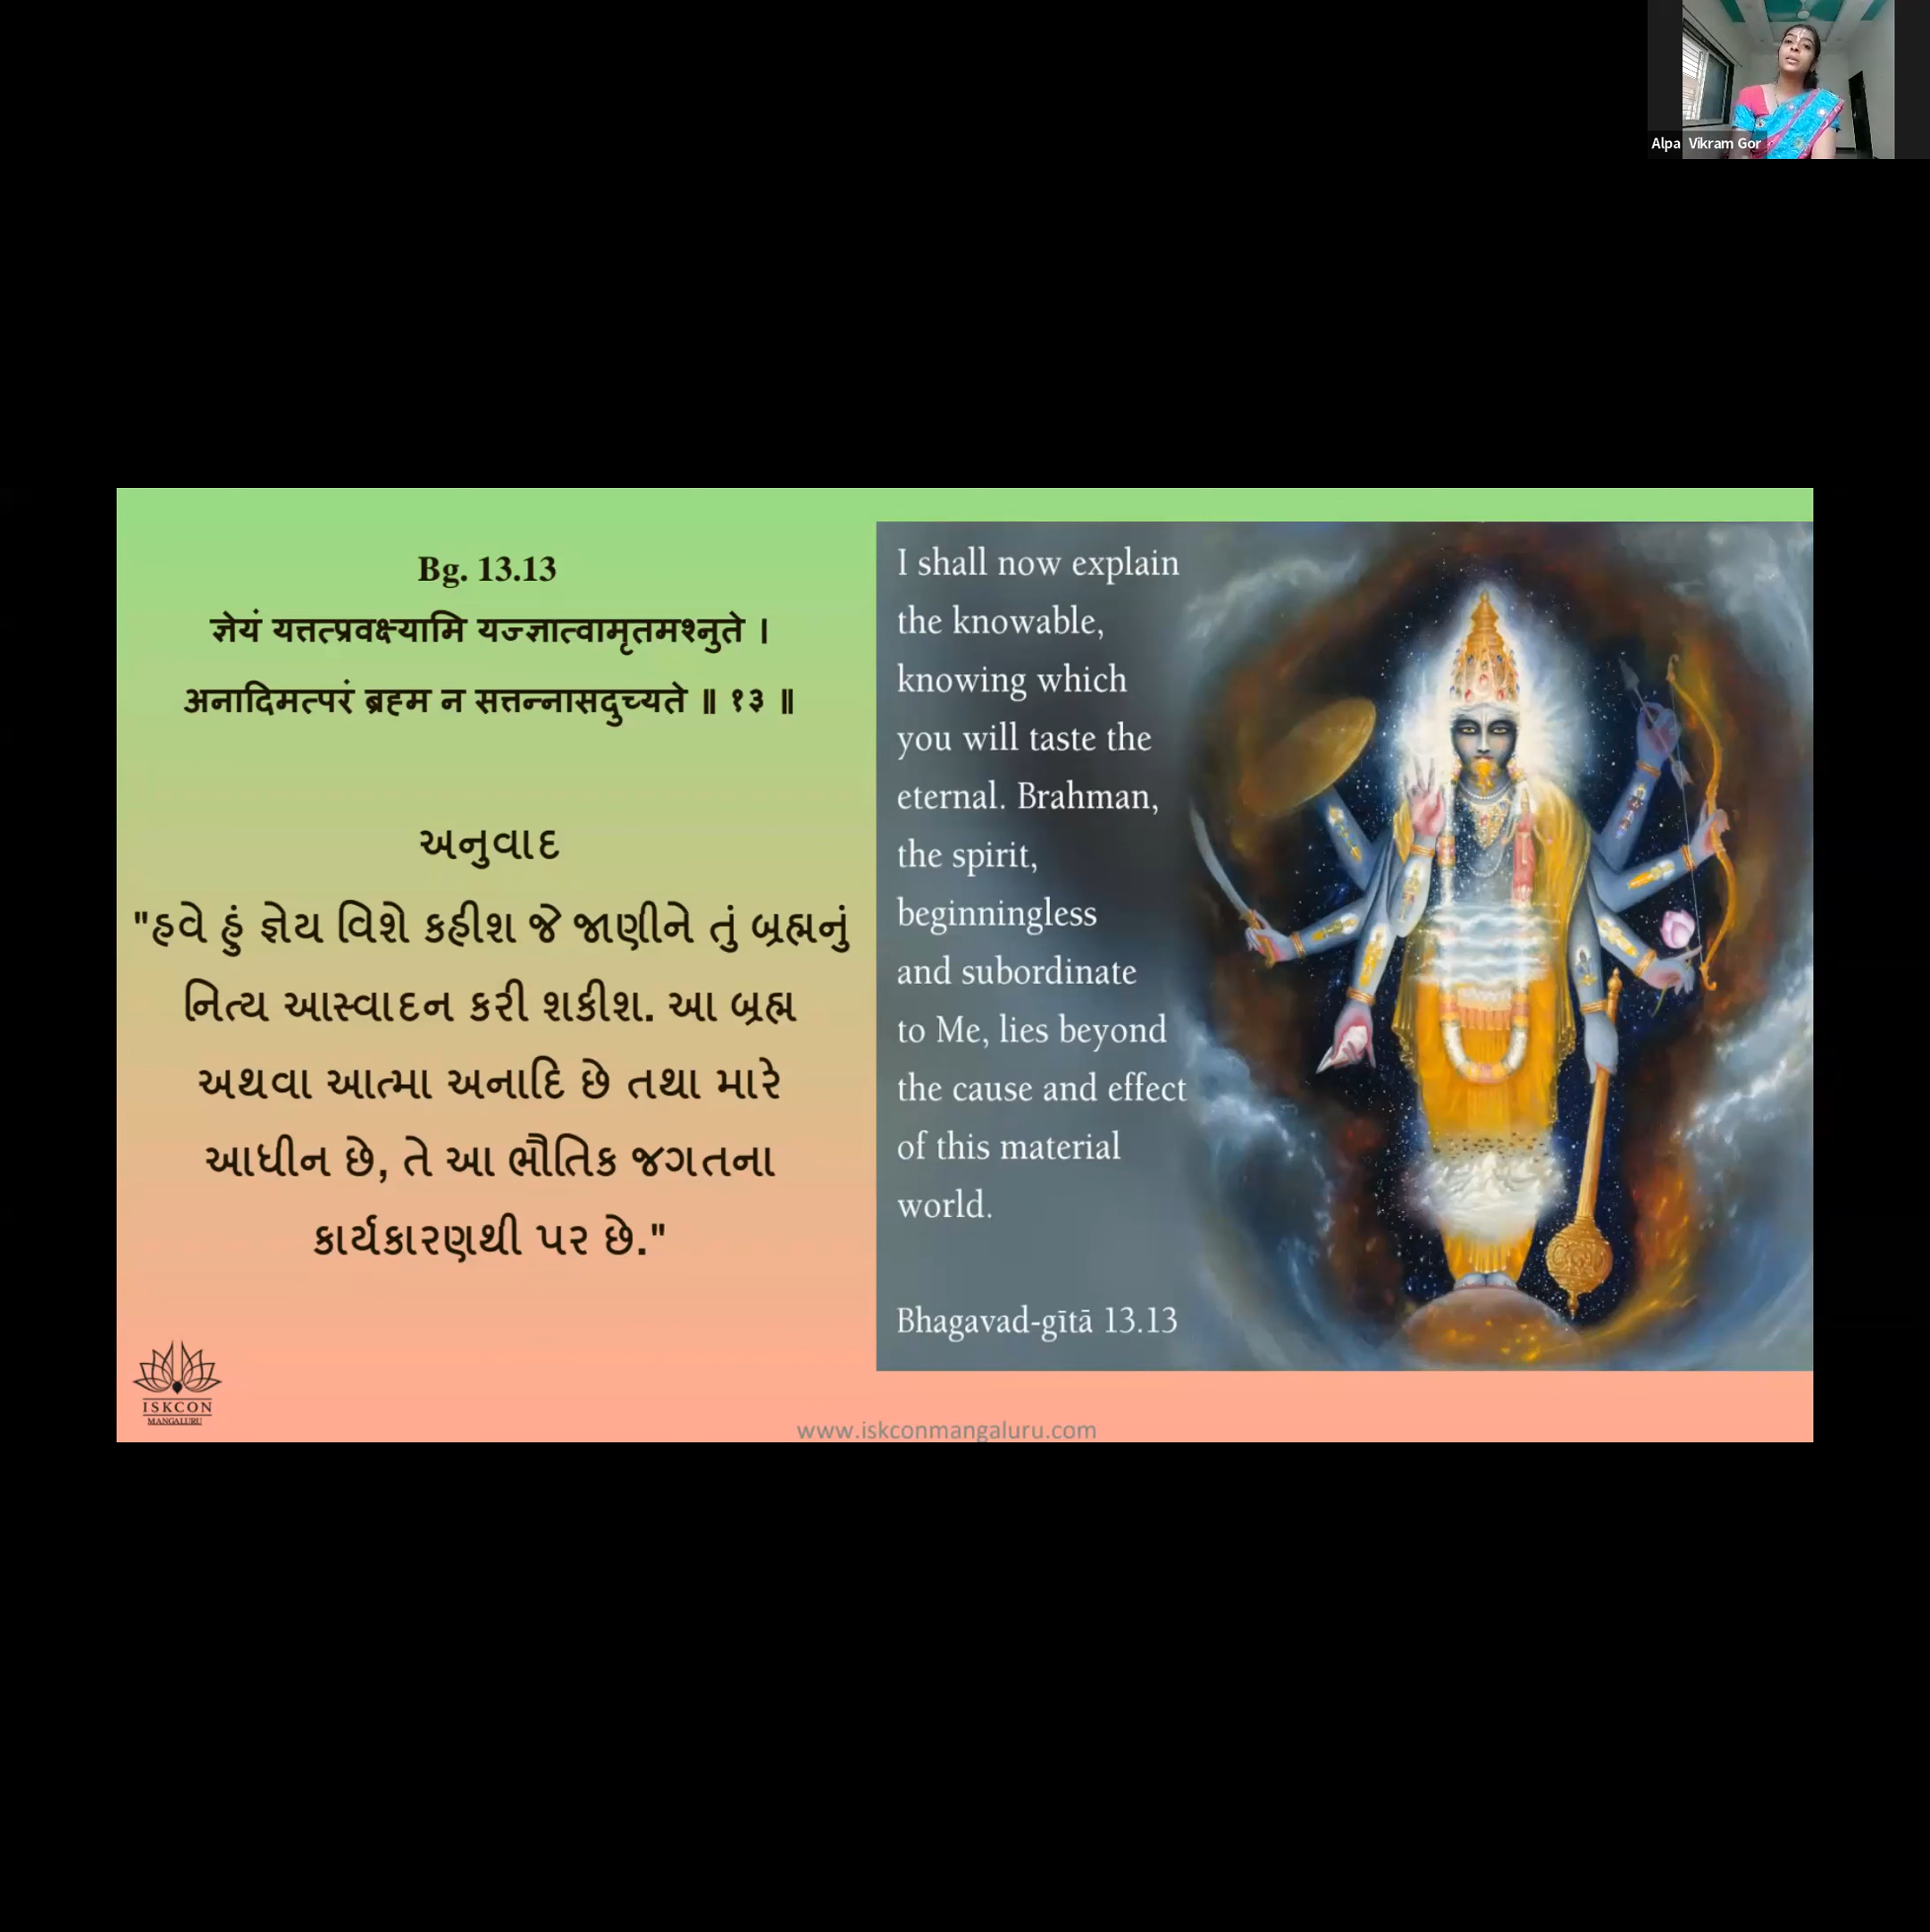 Alpa Vikram Gor
Bg. 13.13
ज्ञेयं यत्तत्प्रवक्ष्यामि यज्ज्ञात्वामृतमश्नुते ।
अनादिमत्परं ब्रह्म न सत्तन्नासदुच्यते ॥ १३ ॥
અનુવાદ
"હવે હું જ્ઞેય વિશે કહીશ જે જાણીને તું બ્રહ્મનું
નિત્ય આસ્વાદન કરી શકીશ. આ બ્રહ્મ
અથવા આત્મા અનાદિ છે તથા મારે
આધીન છે, તે આ ભૌતિક જગતના
કાર્યકારણથી પર છે."
I shall now explain
the knowable,
knowing which
you will taste the
eternal. Brahman,
the spirit,
beginningless
and subordinate
to Me, lies beyond
the cause and effect
of this material
world.
Bhagavad-gītā 13.13
ISKCON
MANGALURU
www.iskconmangaluru.com